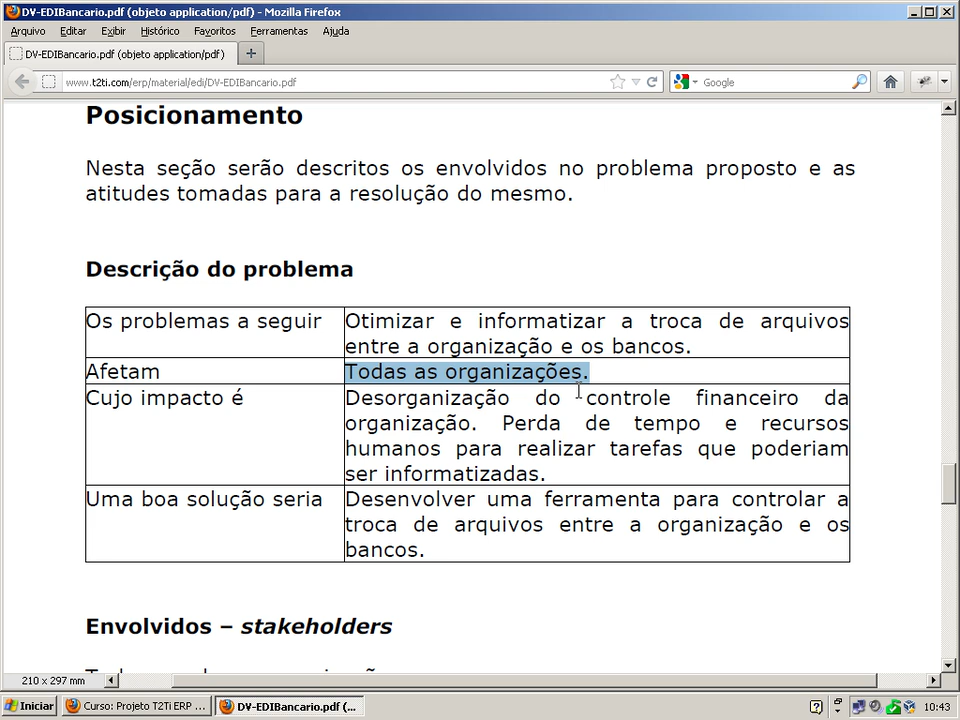 DV-EDIBancario.pdf (objeto application/pdf) - Mozilla Firefox
Arquivo Editar Exibir Histórico Favoritos Ferramentas Ajuda
DV-EDIBancario.pdf (objeto application/pdf) +
www.t2ti.com/erp/material/edi/DV-EDIBancario.pdf Google
Posicionamento
Nesta seção serão descritos os envolvidos no problema proposto e as
atitudes tomadas para a resolução do mesmo.
Descrição do problema
Os problemas a seguir Otimizar e informatizar a troca de arquivos
entre a organização e os bancos.
Afetam Todas as organizações.
Cujo impacto é Desorganização do controle financeiro da
organização. Perda de tempo e recursos
humanos para realizar tarefas que poderiam
ser informatizadas.
Uma boa solução seria Desenvolver uma ferramenta para controlar a
troca de arquivos entre a organização e os
bancos.
Envolvidos – stakeholders
210 x 297 mm
Iniciar Curso: Projeto T2Ti ERP ... DV-EDIBancario.pdf (... 10:43